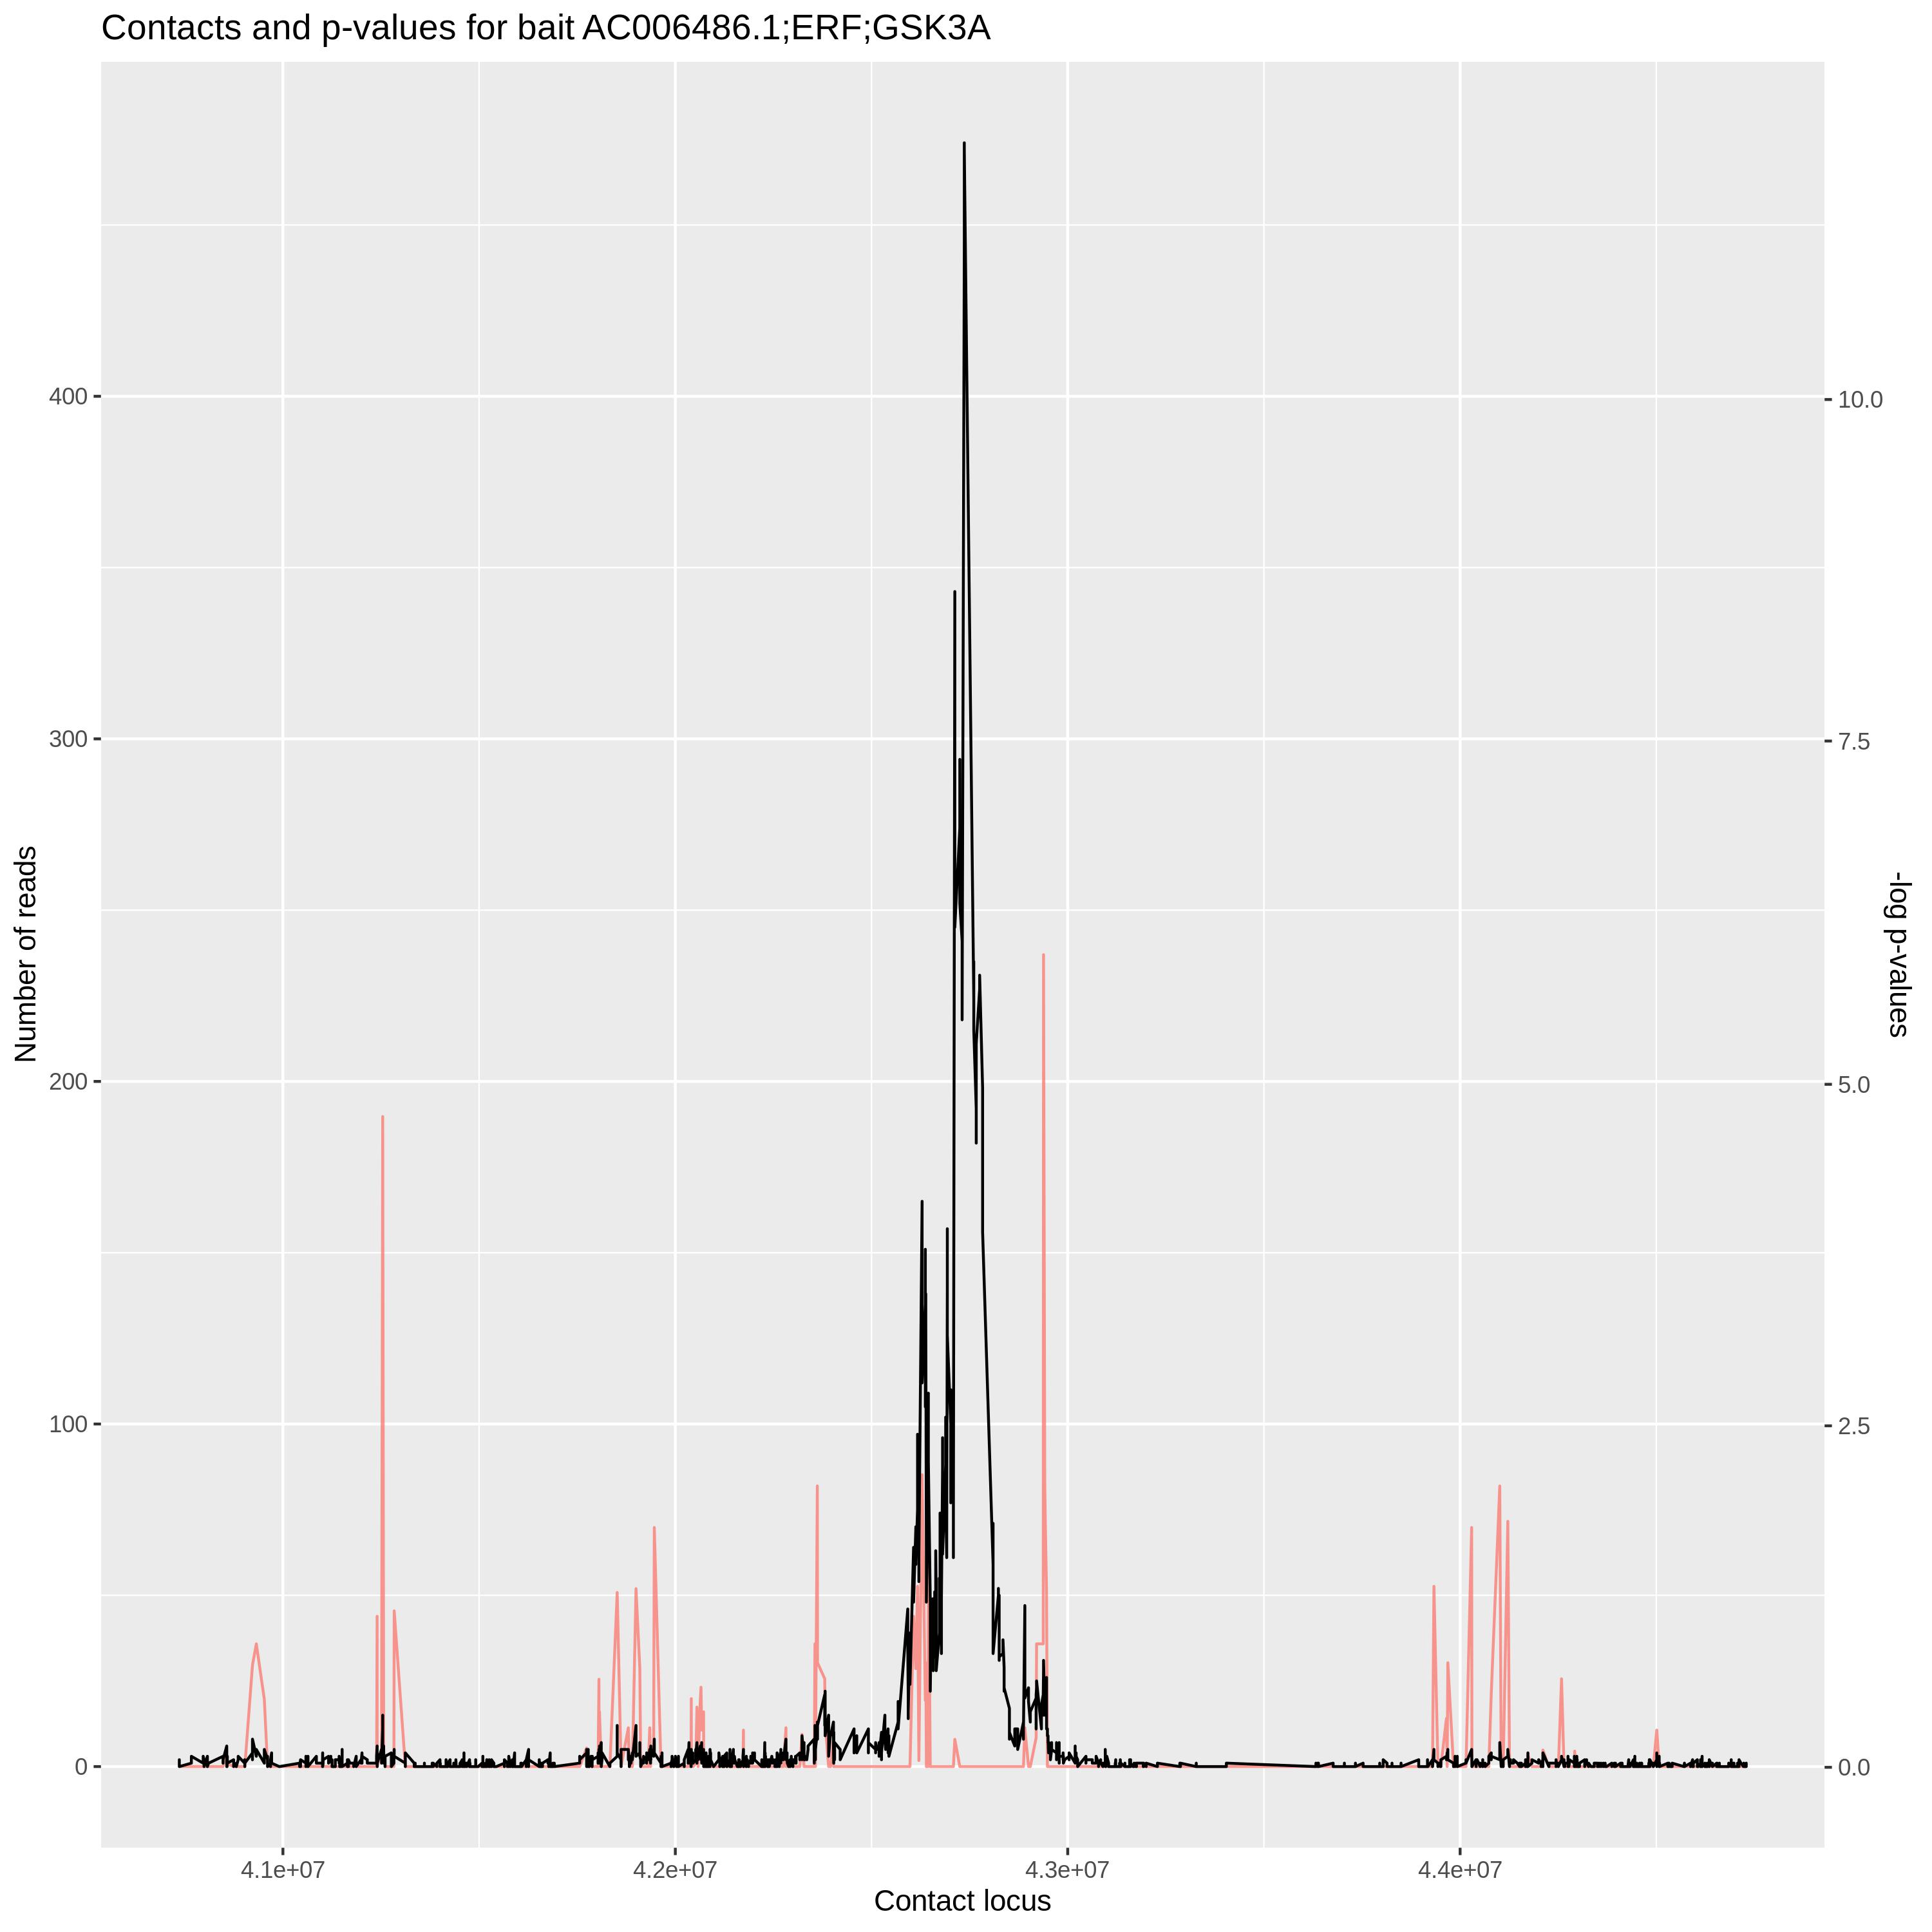 Contacts and p-values for bait AC006486.1;ERF;GSK3A
Number of reads
400
300
200
100
0
10.0
7.5
5.0
2.5
0.0
-log p-values
4.1e+07
4.2e+07
4.3e+07
4.4e+07
Contact locus